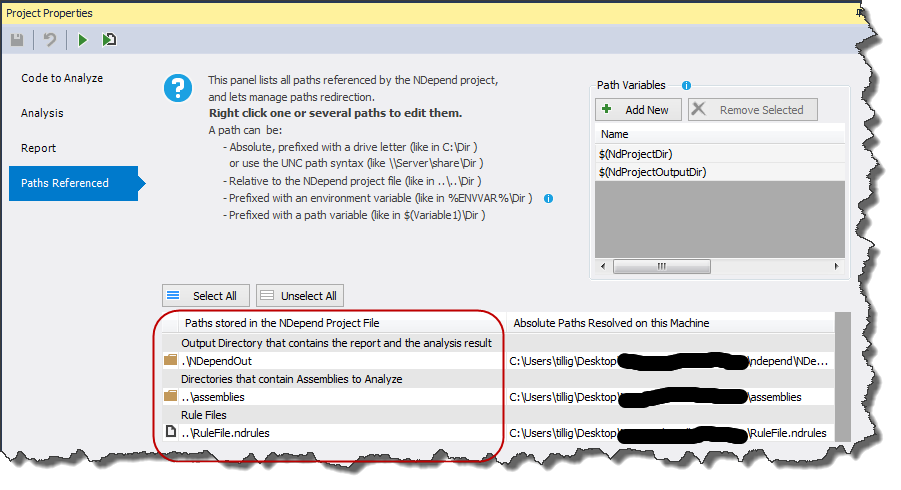 Project Properties
Code to Analyze
Analysis
Report
Paths Referenced
This panel lists all paths referenced by the NDepend project,
and lets manage paths redirection.
Right click one or several paths to edit them.
A path can be:
- Absolute, prefixed with a drive letter (like in C:\Dir )
or use the UNC path syntax (like \\Server\share\Dir )
- Relative to the NDepend project file (like in ..\..\Dir )
- Prefixed with an environment variable (like in %ENVVAR%\Dir )
- Prefixed with a path variable (like in $(Variable1)\Dir )
Path Variables
Add New
Remove Selected
Name
$(NdProjectDir)
$(NdProjectOutputDir)
Select All
Unselect All
Paths stored in the NDepend Project File
Absolute Paths Resolved on this Machine
Output Directory that contains the report and the analysis result
.\NDependOut
C:\Users\tillig\Desktop \ndepend\NDe...
Directories that contain Assemblies to Analyze
..\assemblies
C:\Users\tillig\Desktop \assemblies
Rule Files
..\RuleFile.ndrules
C:\Users\tillig\Desktop \RuleFile.ndrules